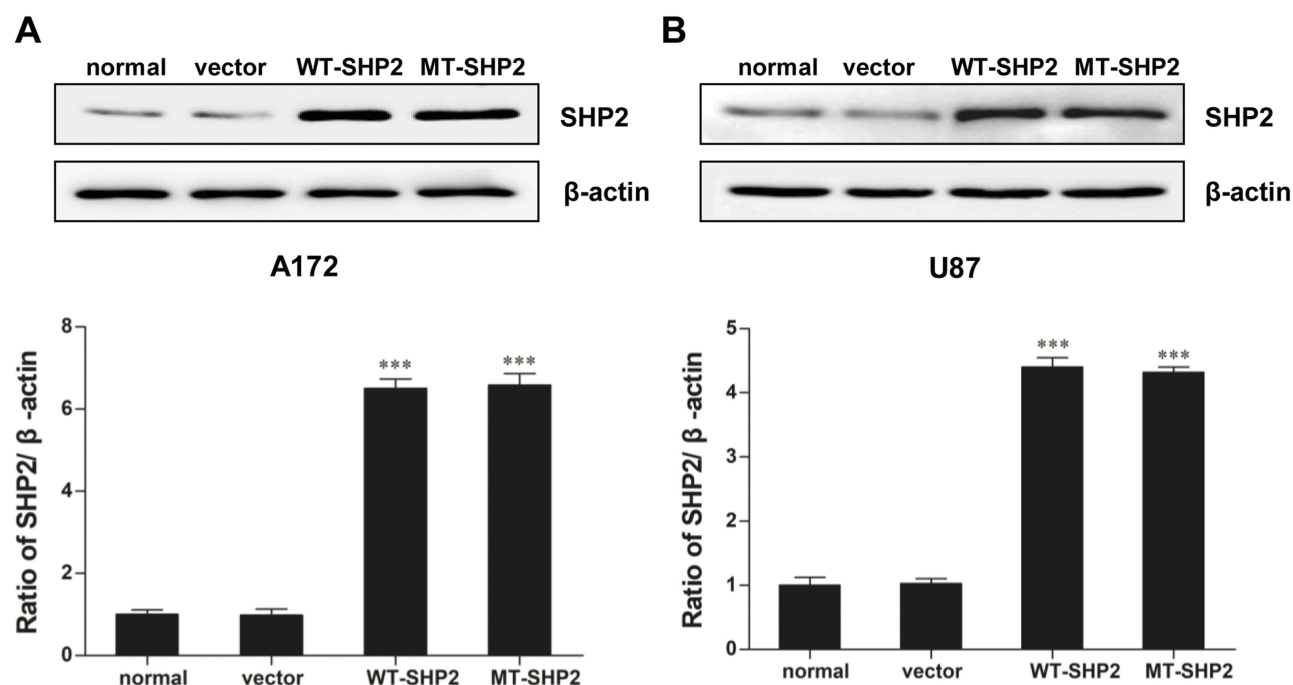 A
normal vector WT-SHP2 MT-SHP2
SHP2
β-actin
A172
8
6
4
2
0
Ratio of SHP2/ β -actin
***
***
normal vector WT-SHP2 MT-SHP2
B
normal vector WT-SHP2 MT-SHP2
SHP2
β-actin
U87
5
4
3
2
1
0
Ratio of SHP2/ β -actin
***
***
normal vector WT-SHP2 MT-SHP2